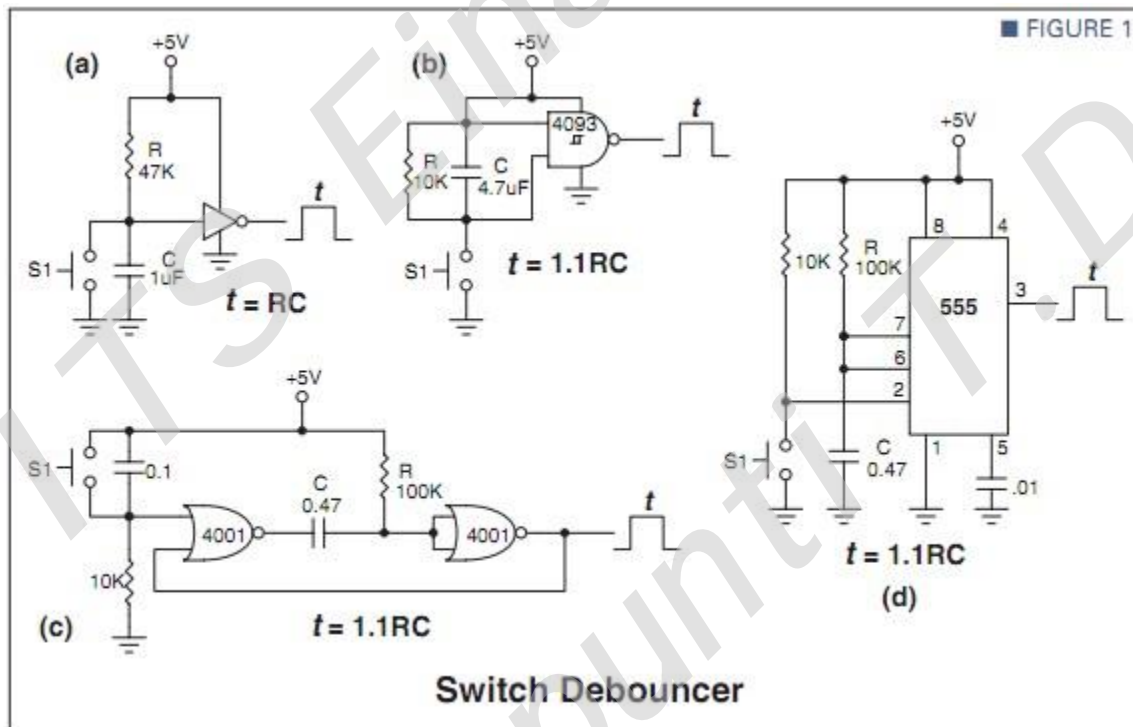 ■ FIGURE 1
(a)
+5V
R
47K
S1
C
1uF
t
t = RC
(b)
+5V
4093
R
10K
C
4.7uF
S1
t
t = 1.1RC
(c)
+5V
S1
0.1
10K
4001
C
0.47
R
100K
4001
t
t = 1.1RC
+5V
10K
R
100K
8
4
555
3
7
6
2
1
5
S1
C
0.47
.01
t
t = 1.1RC
(d)
Switch Debouncer